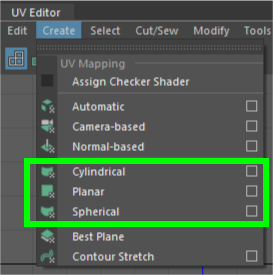 UV Editor
Edit Create Select Cut/Sew Modify Tools
UV Mapping
Assign Checker Shader
Automatic
Camera-based
Normal-based
Cylindrical
Planar
Spherical
Best Plane
Contour Stretch